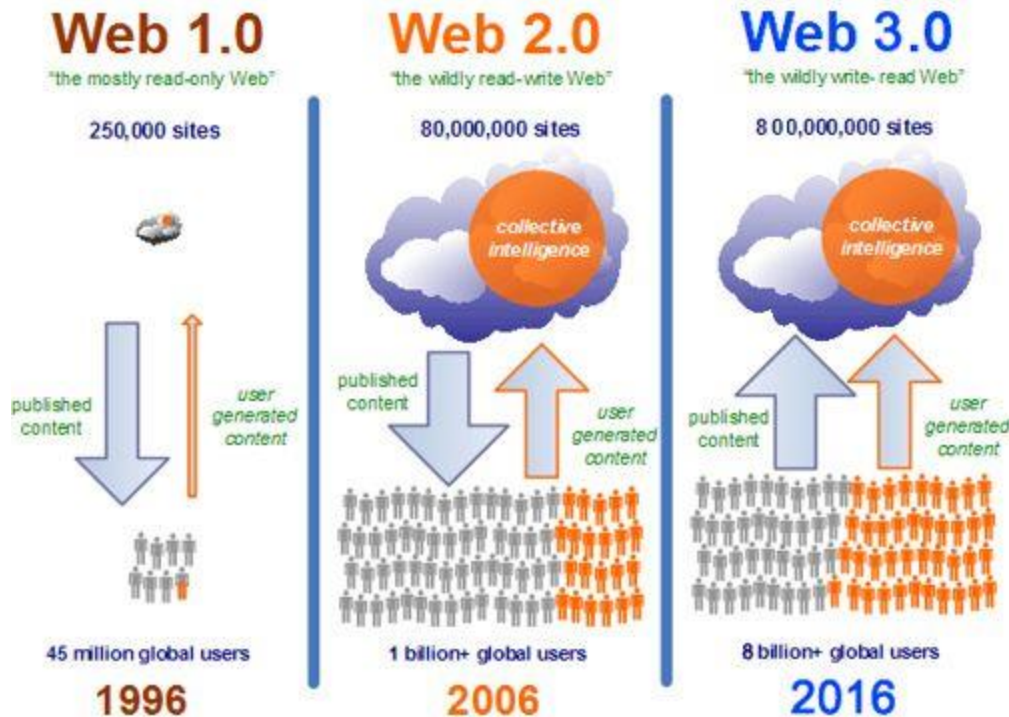 Web 1.0
"the mostly read-only Web"
250,000 sites
published
content
user
generated
content
45 million global users
1996
Web 2.0
"the wildly read-write Web"
80,000,000 sites
collective
intelligence
published
content
user
generated
content
1 billion+ global users
2006
Web 3.0
"the wildly write- read Web"
800,000,000 sites
collective
intelligence
published
content
user
generated
content
8 billion+ global users
2016